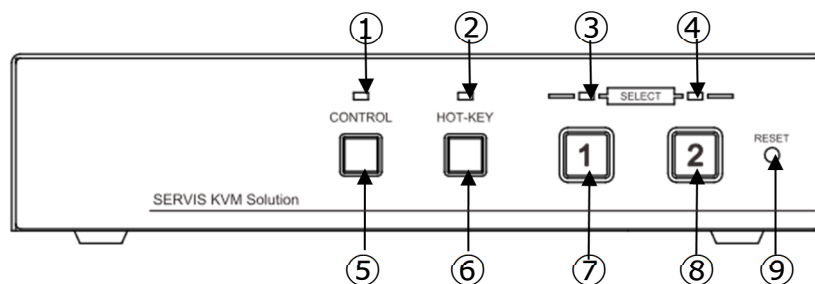 ① ② ③ ④
SELECT
CONTROL HOT-KEY
1 2 RESET
SERVIS KVM Solution
⑤ ⑥ ⑦ ⑧ ⑨